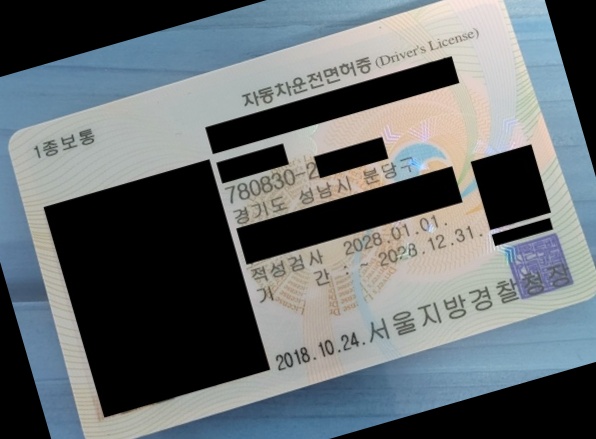 자동차운전면허증 (Driver's License)
1종보통
780830-2
경기도 성남시 분당구
적성검사 2028.01.01.
기 간 : ~ 2028.12.31.
2018.10.24. 서울지방경찰청장